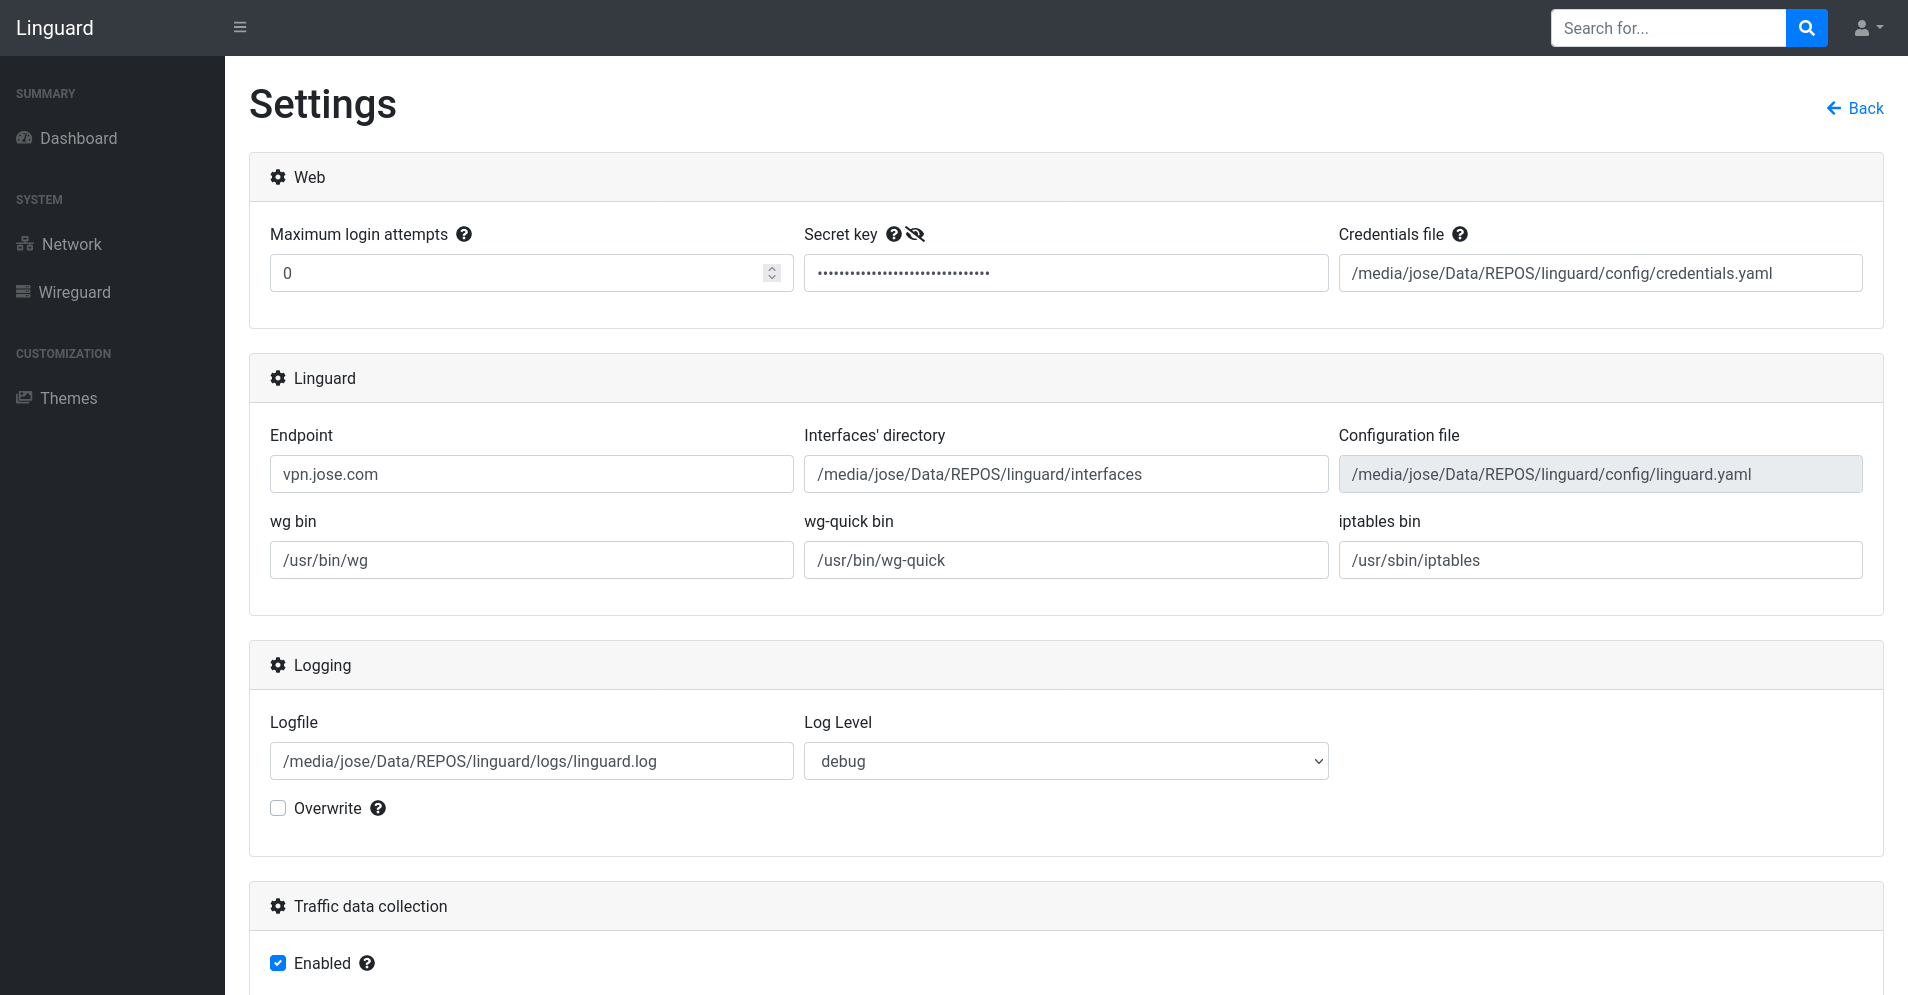 Linguard
Search for...
SUMMARY
Dashboard
SYSTEM
Network
Wireguard
CUSTOMIZATION
Themes
Settings
Back
Web
Maximum login attempts
Secret key
Credentials file
0
••••••••••••••••••••••••••••••••
/media/jose/Data/REPOS/linguard/config/credentials.yaml
Linguard
Endpoint
Interfaces' directory
Configuration file
vpn.jose.com
/media/jose/Data/REPOS/linguard/interfaces
/media/jose/Data/REPOS/linguard/config/linguard.yaml
wg bin
wg-quick bin
iptables bin
/usr/bin/wg
/usr/bin/wg-quick
/usr/sbin/iptables
Logging
Logfile
Log Level
/media/jose/Data/REPOS/linguard/logs/linguard.log
debug
Overwrite
Traffic data collection
Enabled